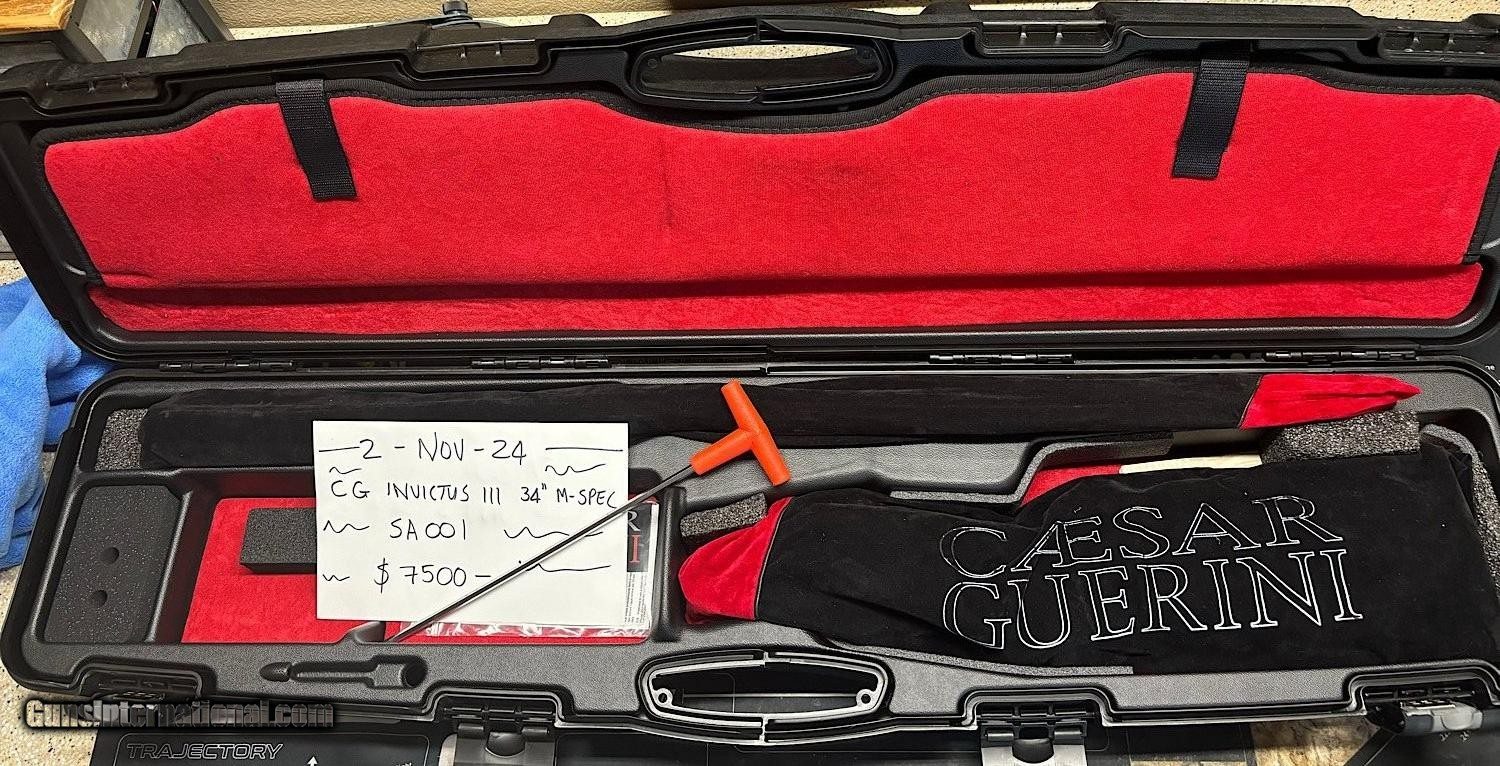 2 - NOV - 24
CG INVICTUS III 34" M-SPEC
SA001
$7500-
R
I
CÆSAR
GUERINI
GunsInternational.com
TRAJECTORY